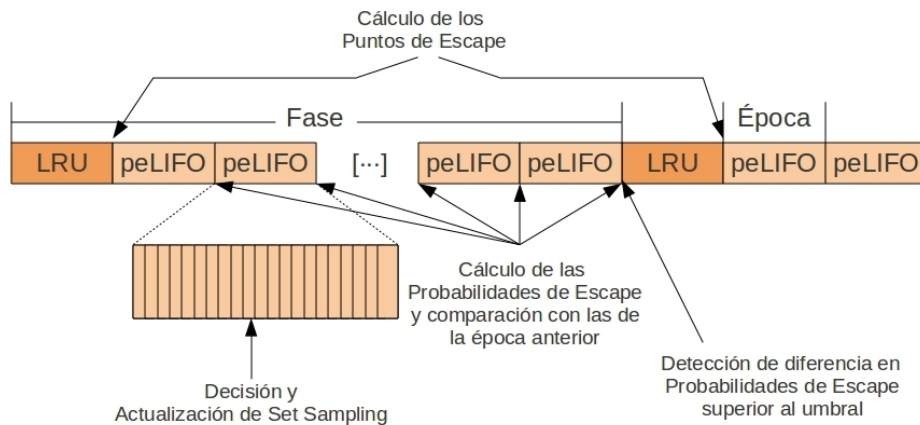 Cálculo de los
Puntos de Escape
Fase
Época
LRU peLIFO peLIFO [...] peLIFO peLIFO LRU peLIFO peLIFO
Cálculo de las
Probabilidades de Escape
y comparación con las de
la época anterior
Decisión y
Actualización de Set Sampling
Detección de diferencia en
Probabilidades de Escape
superior al umbral